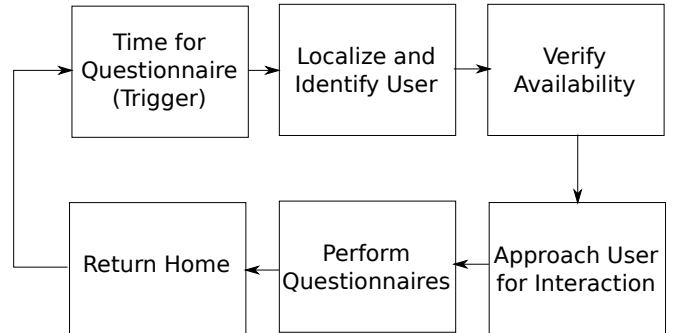 Time for
Questionnaire
(Trigger)
Localize and
Identify User
Verify
Availability
Approach User
for Interaction
Perform
Questionnaires
Return Home